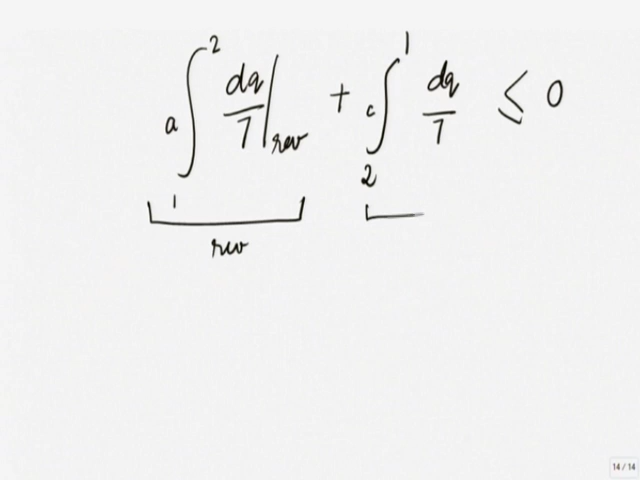 a ∫₁² dq/T |rev + c ∫₂¹ dq/T ≤ 0
rev
14 / 14